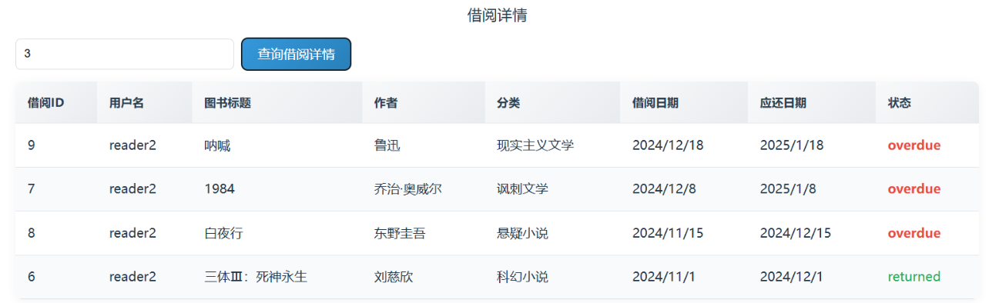 借阅详情
3 查询借阅详情
借阅ID 用户名 图书标题 作者 分类 借阅日期 应还日期 状态
9 reader2 呐喊 鲁迅 现实主义文学 2024/12/18 2025/1/18 overdue
7 reader2 1984 乔治·奥威尔 讽刺文学 2024/12/8 2025/1/8 overdue
8 reader2 白夜行 东野圭吾 悬疑小说 2024/11/15 2024/12/15 overdue
6 reader2 三体Ⅲ：死神永生 刘慈欣 科幻小说 2024/11/1 2024/12/1 returned